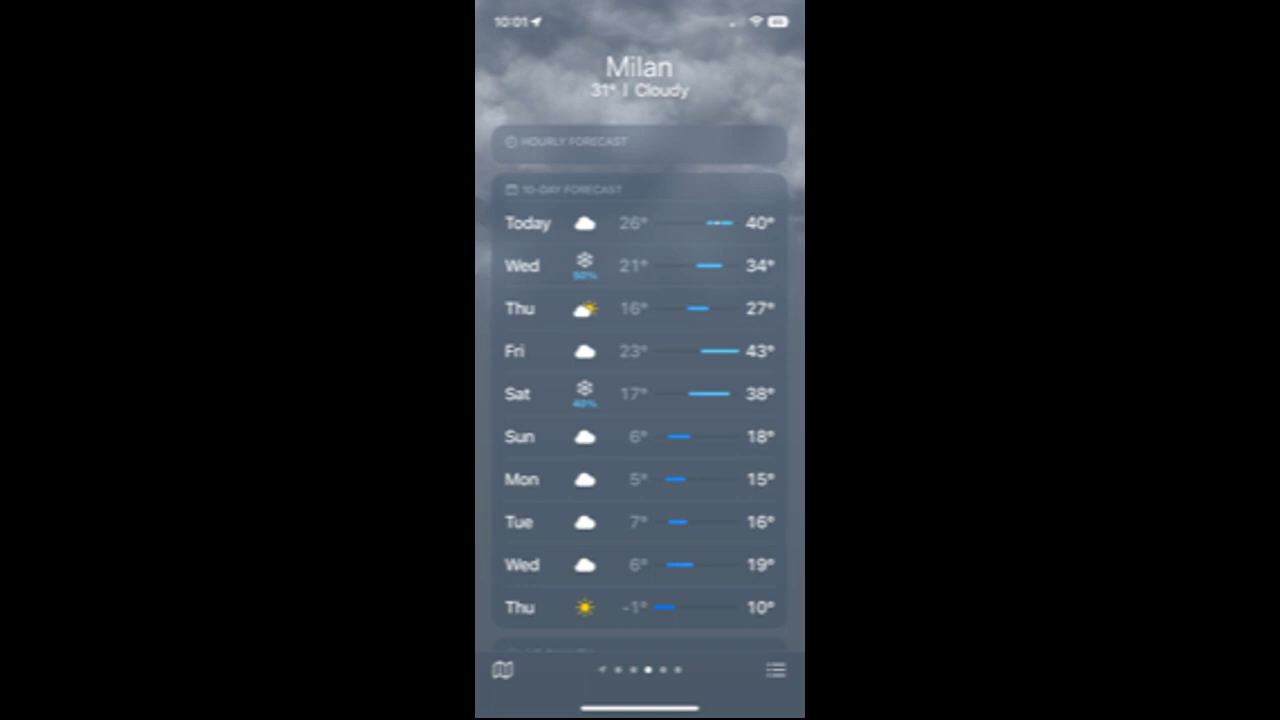 10:01
Milan
31° | Cloudy
HOURLY FORECAST
10-DAY FORECAST
Today 26° 40°
Wed 50% 21° 34°
Thu 16° 27°
Fri 23° 43°
Sat 40% 17° 38°
Sun 6° 18°
Mon 5° 15°
Tue 7° 16°
Wed 6° 19°
Thu -1° 10°